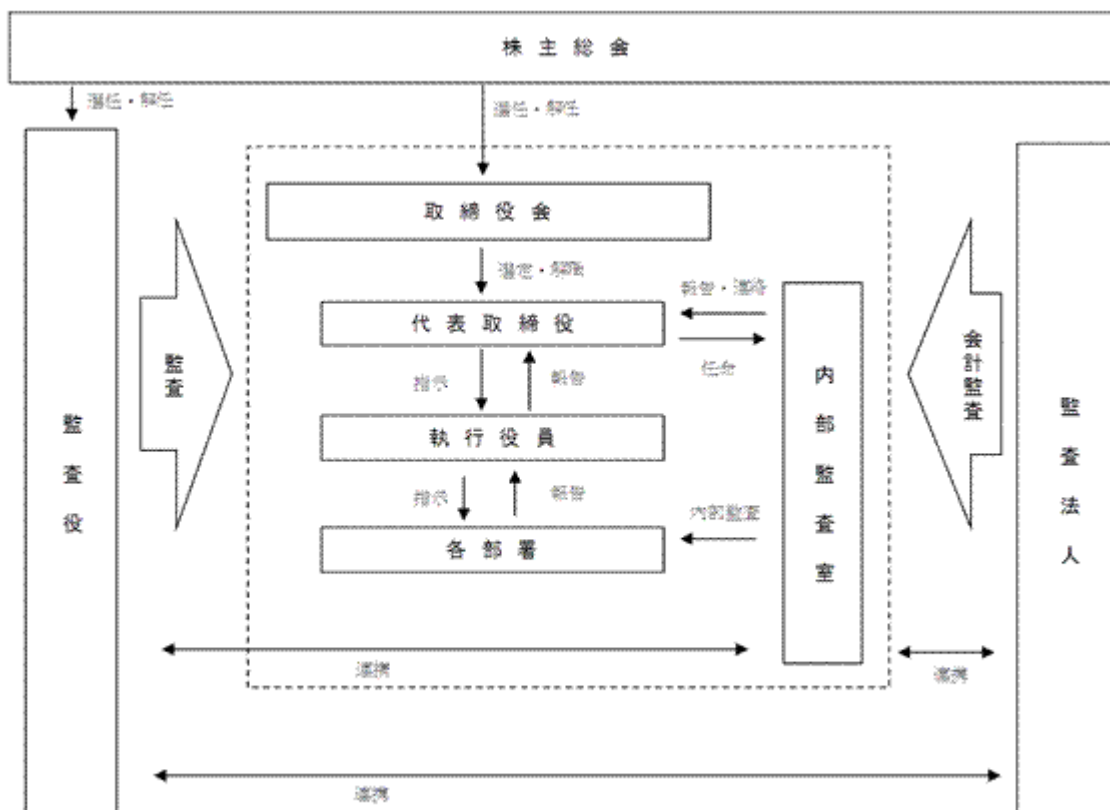 株主総会
選任・解任
選任・解任
取締役会
選定・解職
代表取締役
報告・連絡
任命
指示
報告
執行役員
指示
報告
各部署
内部監査
内部監査室
監査
会計監査
監査役
監査法人
連携
連携
連携